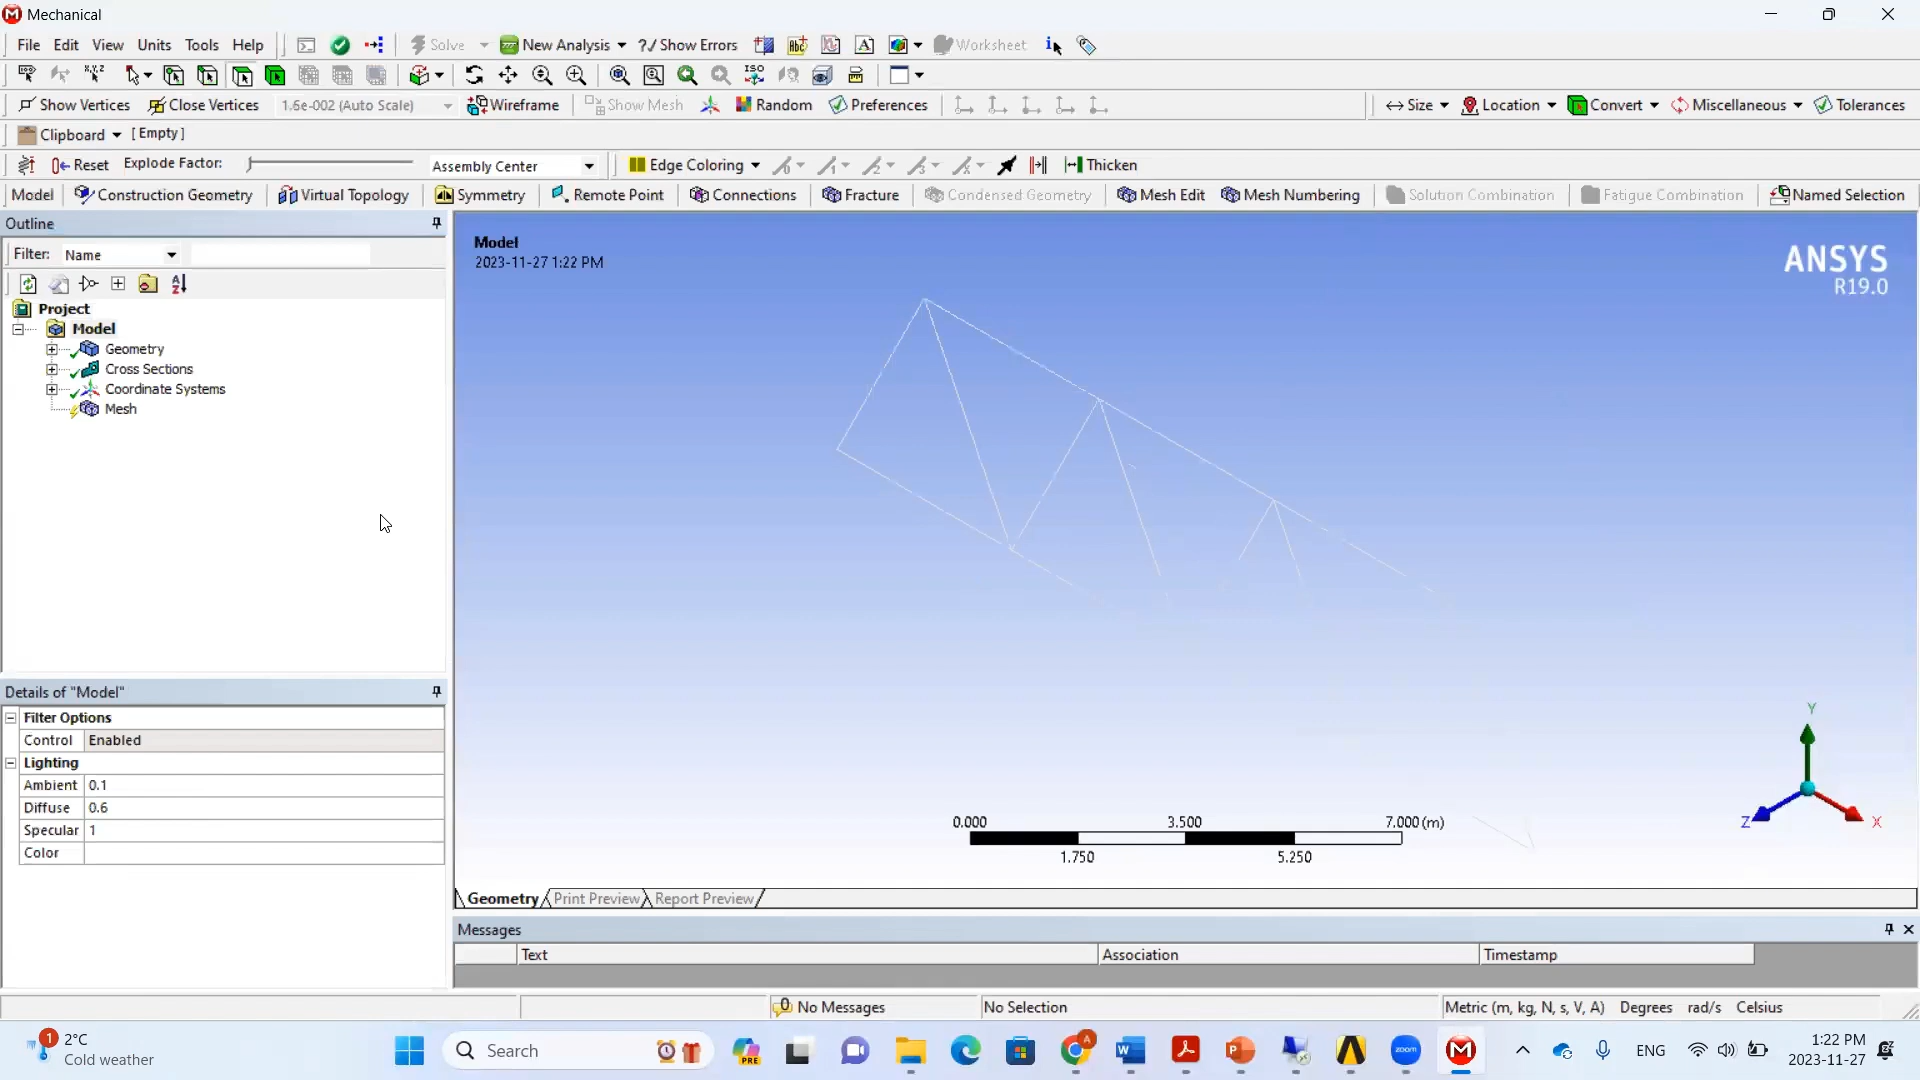 Mechanical
File Edit View Units Tools Help Solve New Analysis ?/ Show Errors Worksheet
ISO
Show Vertices Close Vertices 1.6e-002 (Auto Scale) Wireframe Show Mesh Random Preferences Size Location Convert Miscellaneous Tolerances
Clipboard [ Empty ]
Reset Explode Factor: Assembly Center Edge Coloring Thicken
Model Construction Geometry Virtual Topology Symmetry Remote Point Connections Fracture Condensed Geometry Mesh Edit Mesh Numbering Solution Combination Fatigue Combination Named Selection
Outline
Filter: Name
Project
Model
Geometry
Cross Sections
Coordinate Systems
Mesh
Details of "Model"
Filter Options
Control Enabled
Lighting
Ambient 0.1
Diffuse 0.6
Specular 1
Color
Model
2023-11-27 1:22 PM
ANSYS
R19.0
0.000 3.500 7.000 (m)
1.750 5.250
Y
Z X
Geometry Print Preview Report Preview
Messages
Text Association Timestamp
No Messages No Selection Metric (m, kg, N, s, V, A) Degrees rad/s Celsius
1
2°C
Cold weather
Search
PRE
A
zoom
ENG
1:22 PM
2023-11-27